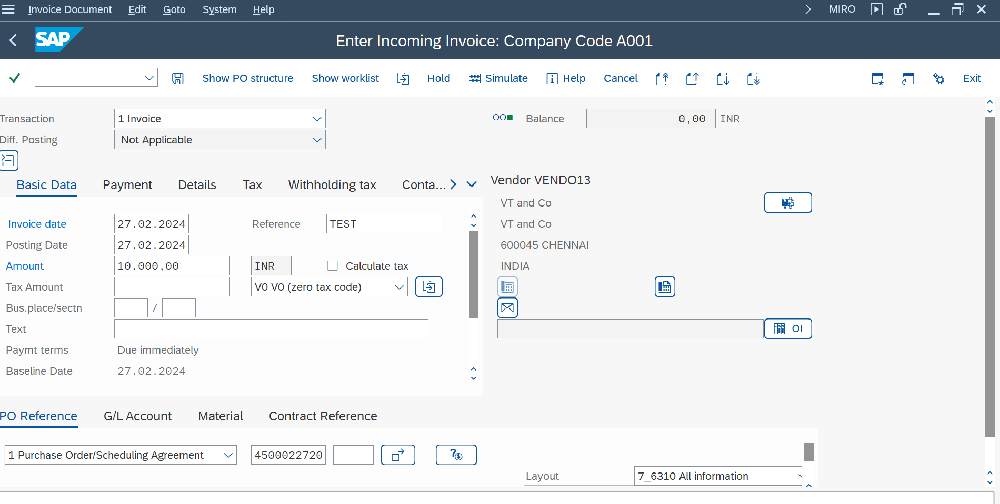 Invoice Document Edit Goto System Help MIRO
SAP Enter Incoming Invoice: Company Code A001
Show PO structure Show worklist Hold Simulate Help Cancel Exit
Transaction 1 Invoice Balance 0,00 INR
Diff. Posting Not Applicable
Basic Data Payment Details Tax Withholding tax Conta...
Vendor VENDO13
VT and Co
Invoice date 27.02.2024 Reference TEST
VT and Co
Posting Date 27.02.2024
600045 CHENNAI
Amount 10.000,00 INR Calculate tax
INDIA
Tax Amount V0 V0 (zero tax code)
Bus.place/sectn /
Text
OI
Paymt terms Due immediately
Baseline Date 27.02.2024
PO Reference G/L Account Material Contract Reference
1 Purchase Order/Scheduling Agreement 4500022720
Layout 7_6310 All information